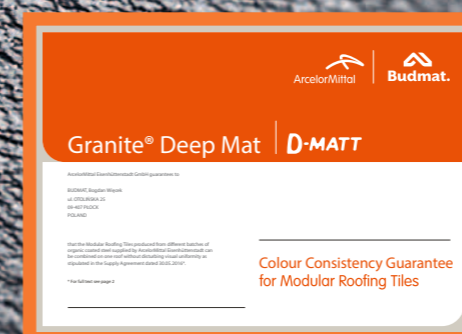 ArcelorMittal
Budmat.
Granite® Deep Mat
D-MATT
ArcelorMittal Eisenhüttenstadt GmbH guarantees to
BUDMAT, Bogdan Więcek
ul. OTOLIŃSKA 25
09-407 PŁOCK
POLAND
that the Modular Roofing Tiles produced from different batches of
organic coated steel supplied by ArcelorMittal Eisenhüttenstadt can
be combined on one roof without disturbing visual uniformity as
stipulated in the Supply Agreement dated 30.05.2016*.
* For full text see page 2
Colour Consistency Guarantee
for Modular Roofing Tiles